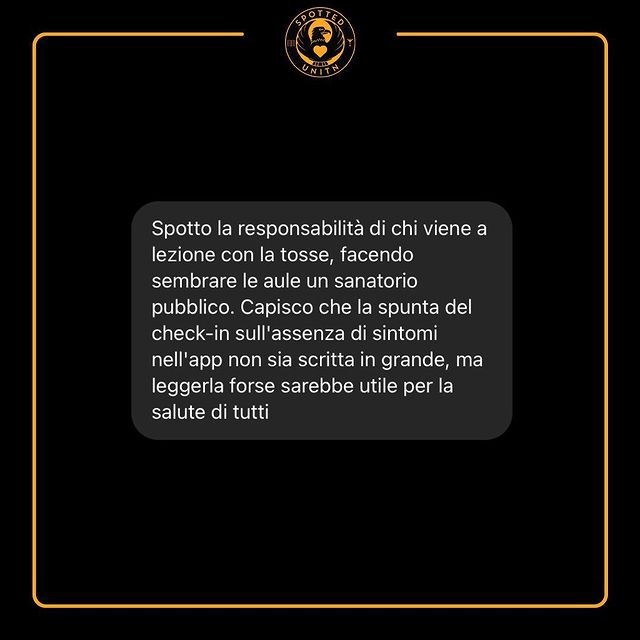 SPOTTED
UNITN
Spotto la responsabilità di chi viene a
lezione con la tosse, facendo
sembrare le aule un sanatorio
pubblico. Capisco che la spunta del
check-in sull'assenza di sintomi
nell'app non sia scritta in grande, ma
leggerla forse sarebbe utile per la
salute di tutti